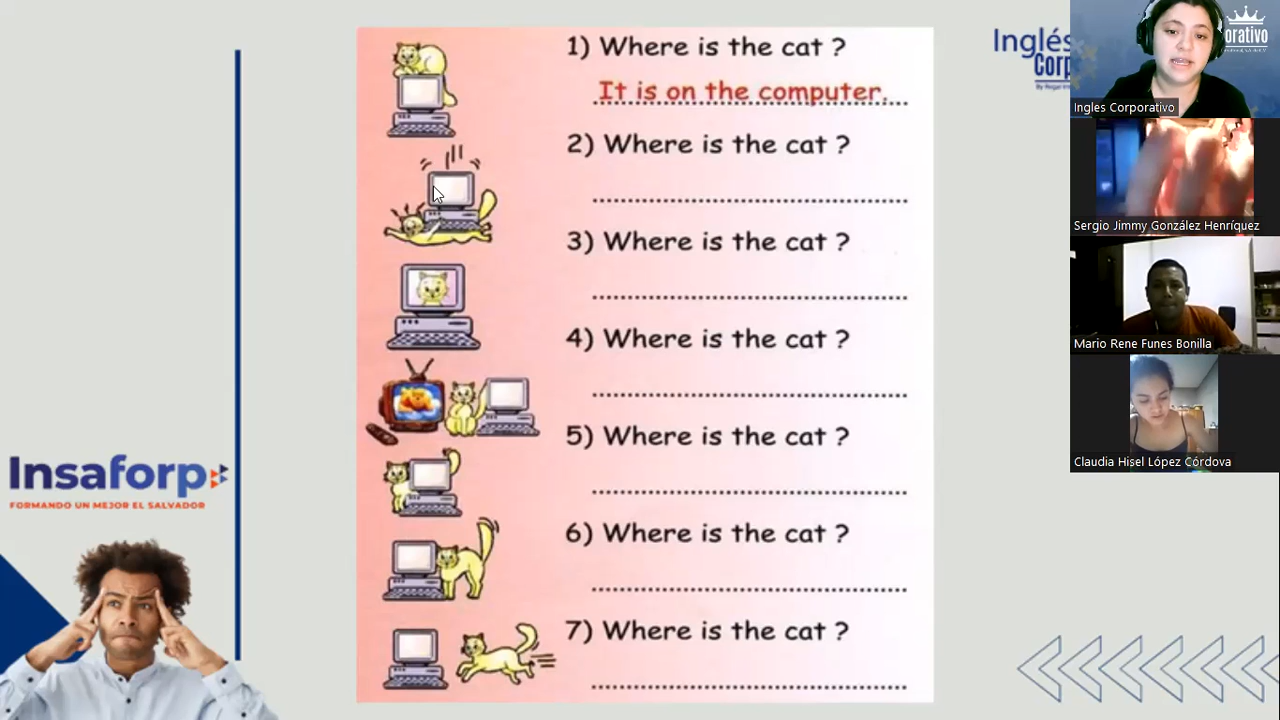 1) Where is the cat ?
It is on the computer.
2) Where is the cat ?
3) Where is the cat ?
4) Where is the cat ?
5) Where is the cat ?
6) Where is the cat ?
7) Where is the cat ?
Insaforp
FORMANDO UN MEJOR EL SALVADOR
Inglés
Corp
orativo
Ingles Corporativo
Sergio Jimmy González Henríquez
Mario Rene Funes Bonilla
Claudia Hisel López Córdova